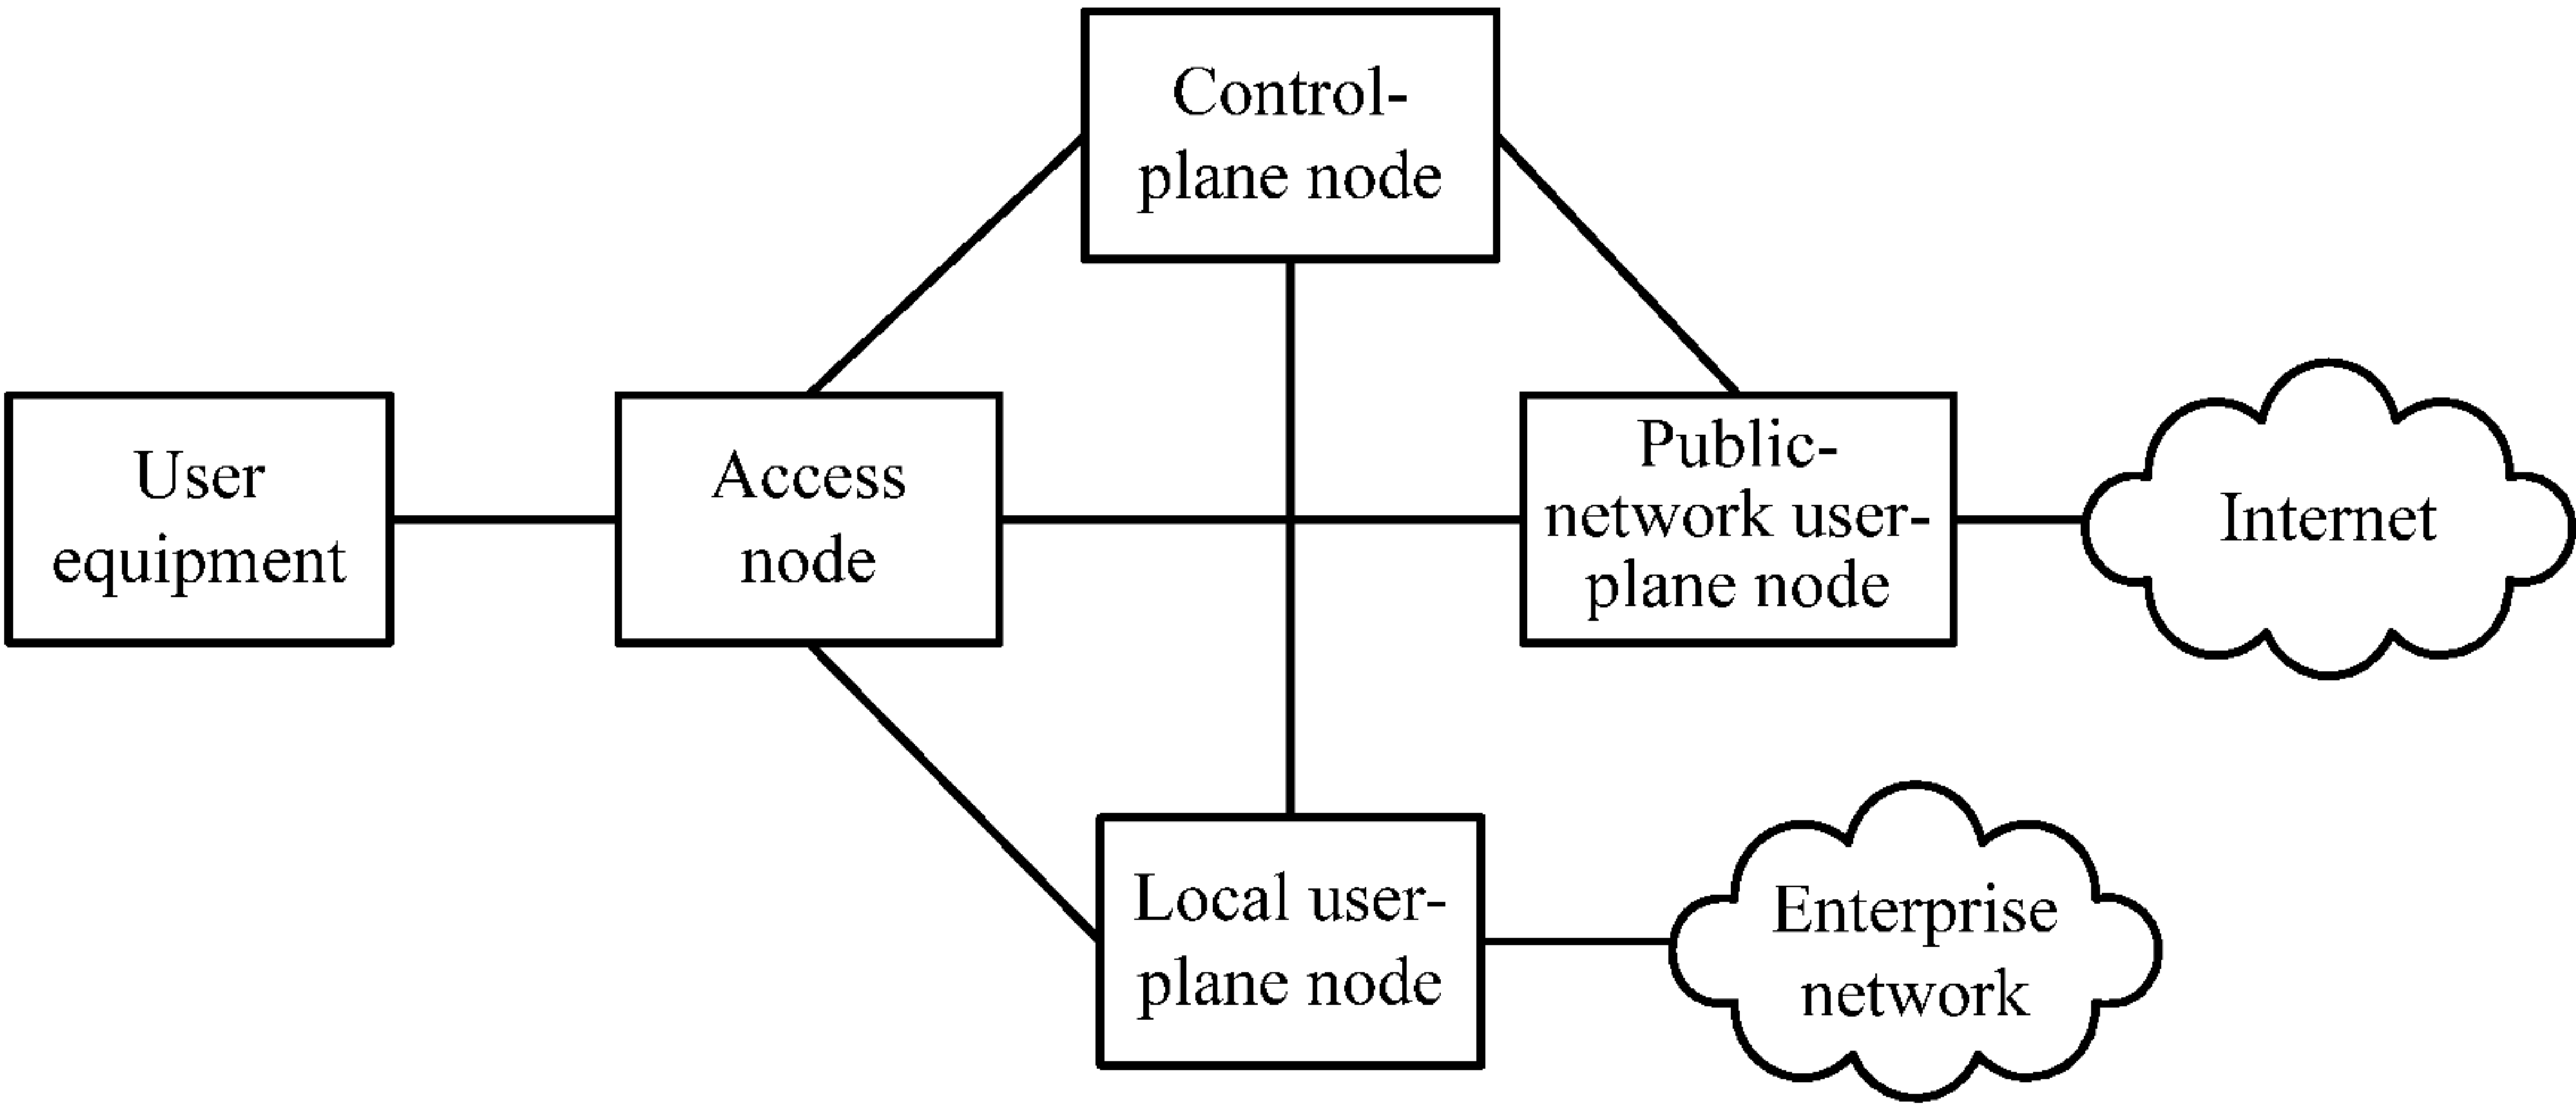 Control-
plane node
User
equipment
Access
node
Public-
network user-
plane node
Internet
Local user-
plane node
Enterprise
network